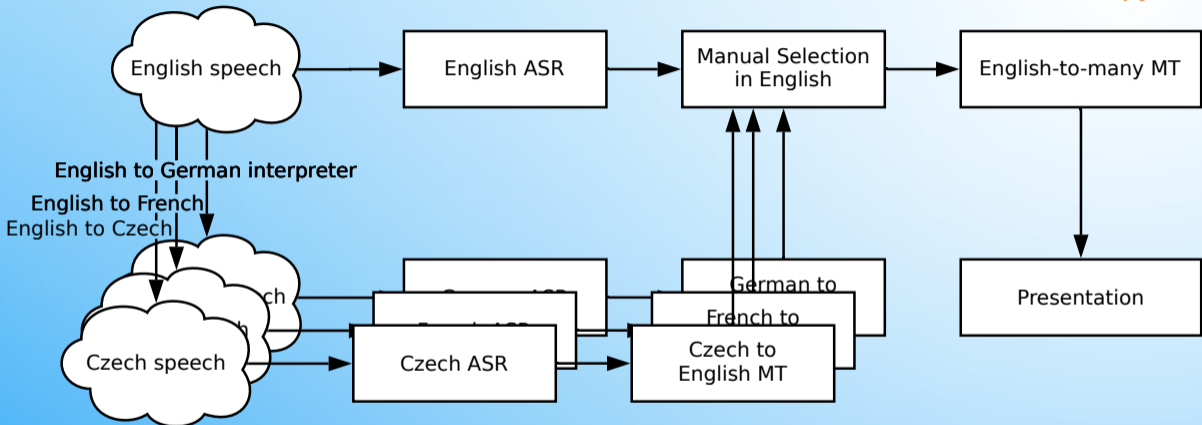 English speech
English ASR
Manual Selection
in English
English-to-many MT
English to German interpreter
English to French
English to Czech
German to
French to
Presentation
Czech speech
Czech ASR
Czech to
English MT